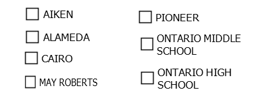 AIKEN
ALAMEDA
CAIRO
MAY ROBERTS
PIONEER
ONTARIO MIDDLE
SCHOOL
ONTARIO HIGH
SCHOOL